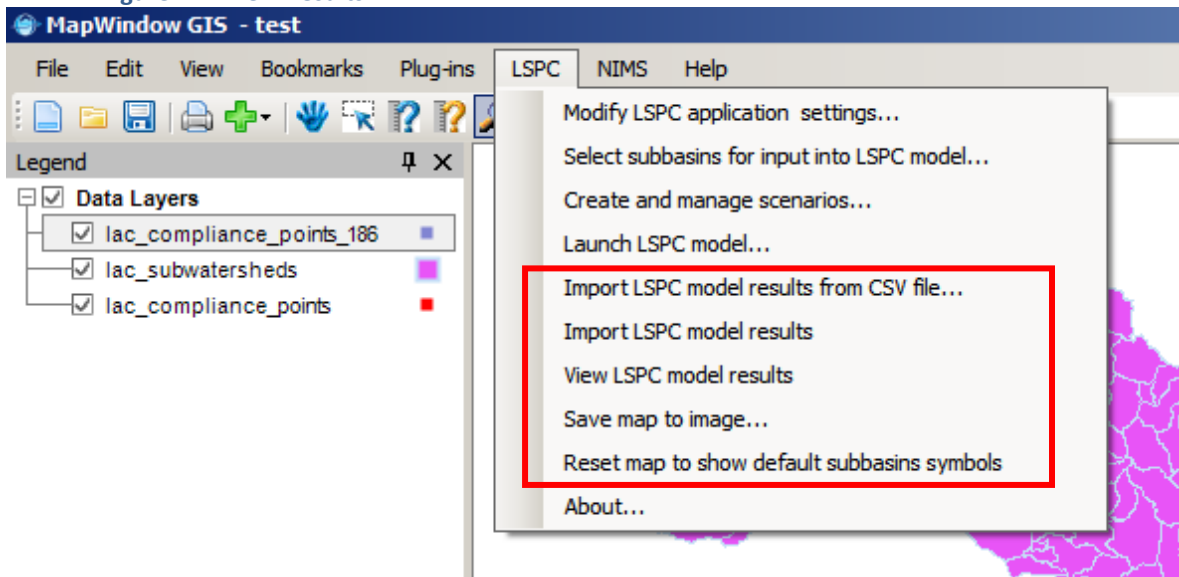 MapWindow GIS - test
File Edit View Bookmarks Plug-ins LSPC NIMS Help
Legend
Data Layers
lac_compliance_points_186
lac_subwatersheds
lac_compliance_points
Modify LSPC application settings...
Select subbasins for input into LSPC model...
Create and manage scenarios...
Launch LSPC model...
Import LSPC model results from CSV file...
Import LSPC model results
View LSPC model results
Save map to image...
Reset map to show default subbasins symbols
About...